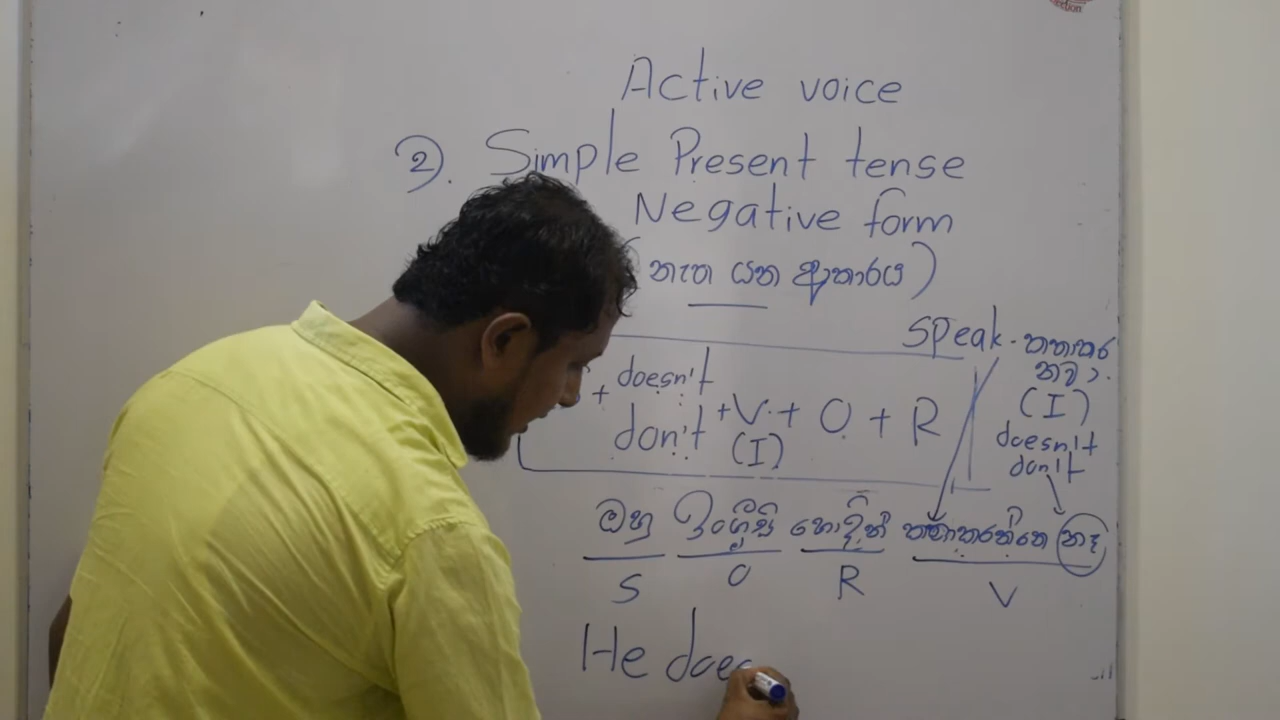 Active voice
2. Simple Present tense
Negative form
(නැත යන ආකාරය)
speak - කතාකර
නවා.
(I)
doesn't
don't
+ doesn't
don't +V+ O + R
(I)
ඔහු ඉංග්‍රීසි හොඳින් කතාකරන්නෙ නෑ
S O R V
He does